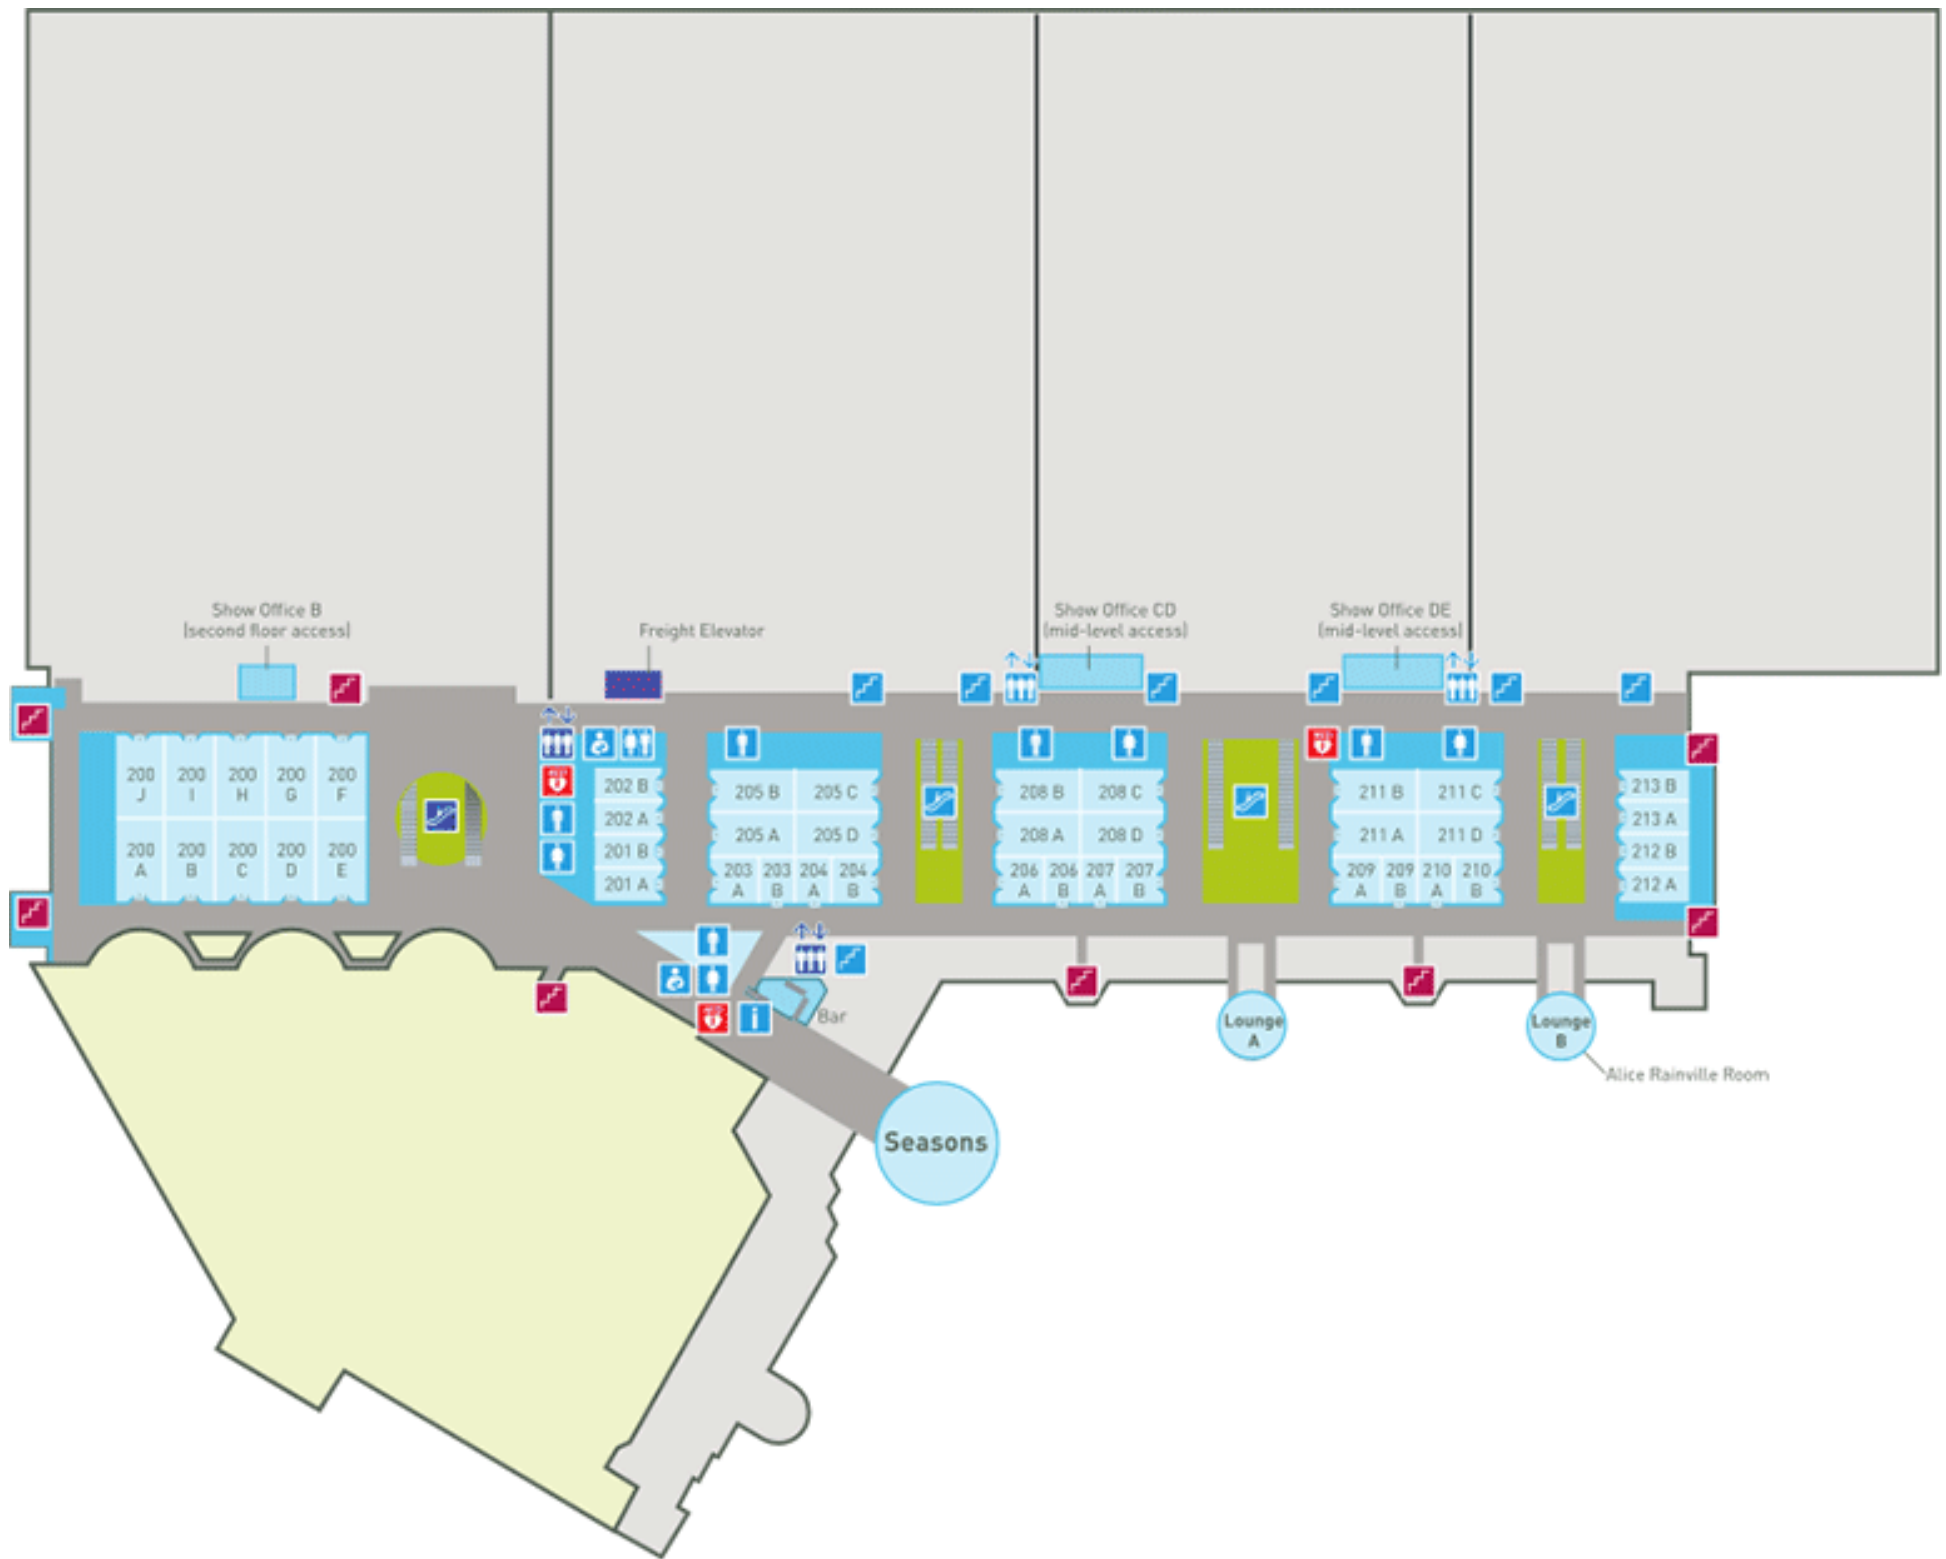 Show Office B
(second floor access)
Freight Elevator
Show Office CD
(mid-level access)
Show Office DE
(mid-level access)
200 J
200 I
200 H
200 G
200 F
200 A
200 B
200 C
200 D
200 E
202 B
202 A
201 B
201 A
205 B
205 C
205 A
205 D
203 A
203 B
204 A
204 B
208 B
208 C
208 A
208 D
206 A
206 B
207 A
207 B
211 B
211 C
211 A
211 D
209 A
209 B
210 A
210 B
213 B
213 A
212 B
212 A
i
Bar
Lounge
A
Lounge
B
Alice Rainville Room
Seasons